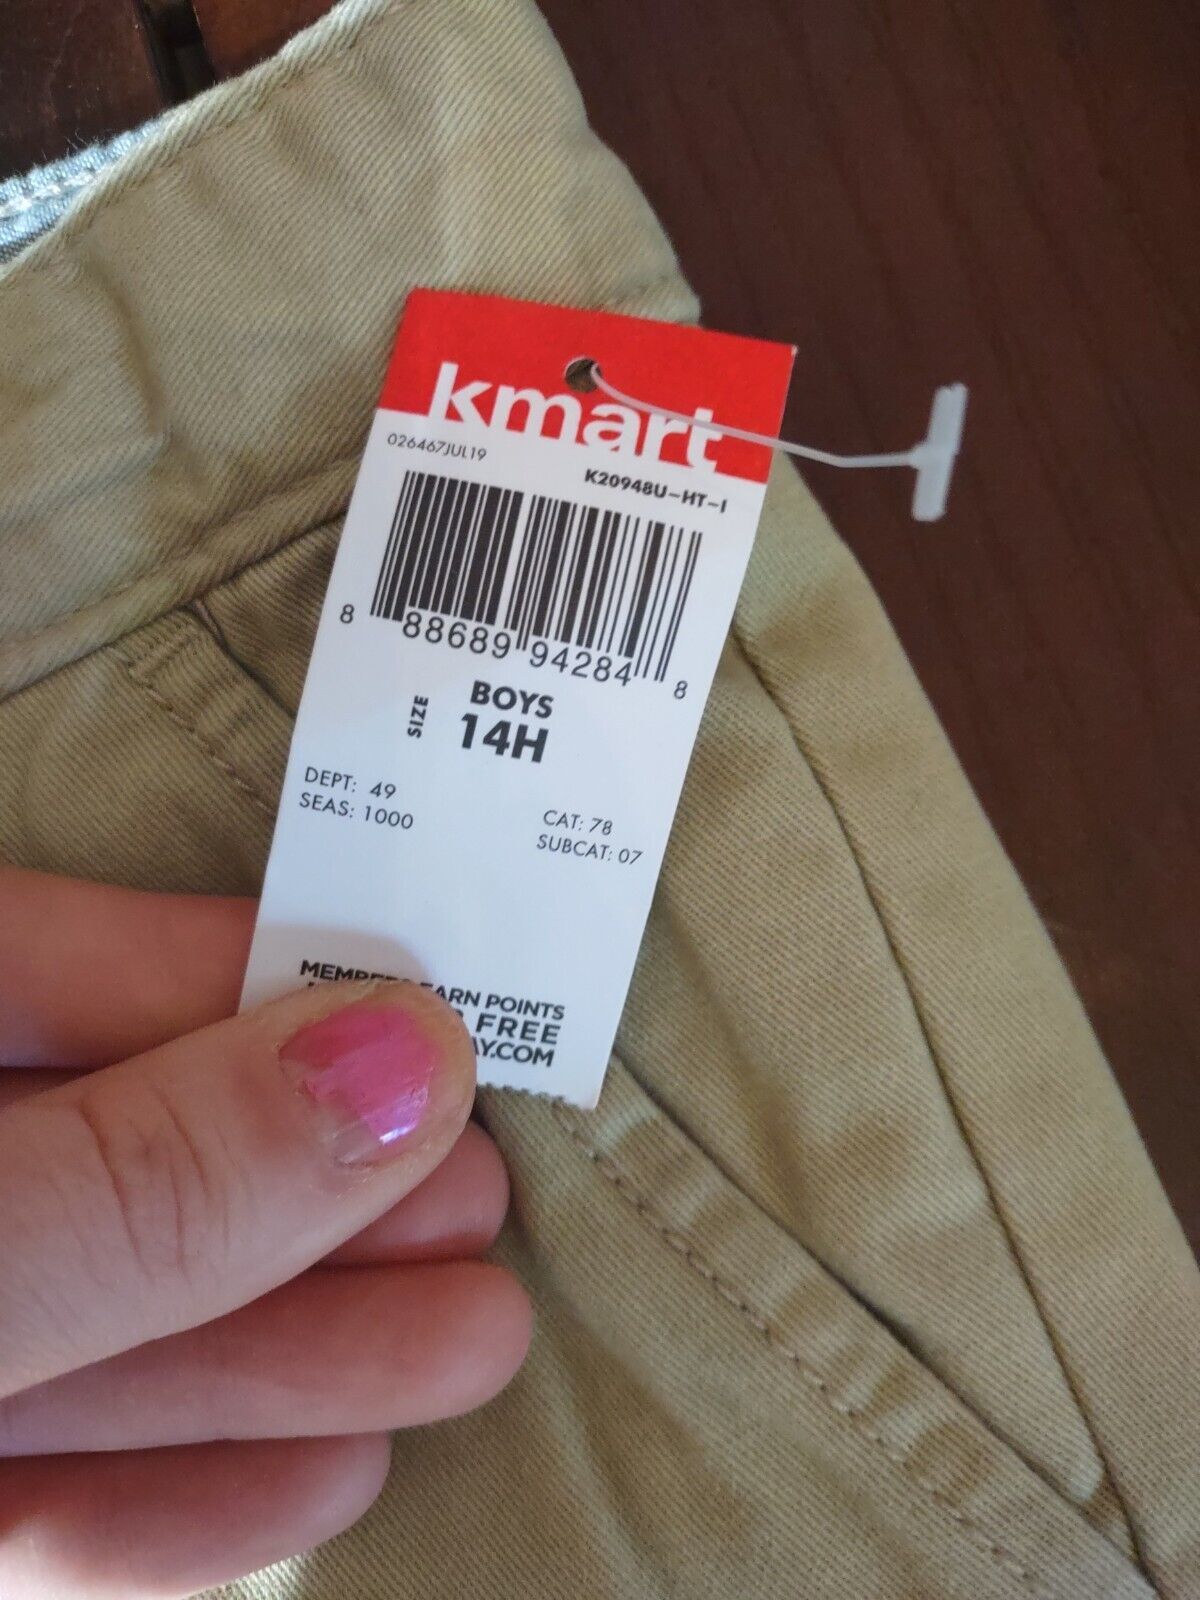 kmart
026467JUL19
K20948U-HT-I
8 88689 94284 8
SIZE
BOYS
14H
DEPT: 49
SEAS: 1000
CAT: 78
SUBCAT: 07
EARN POINTS
FREE